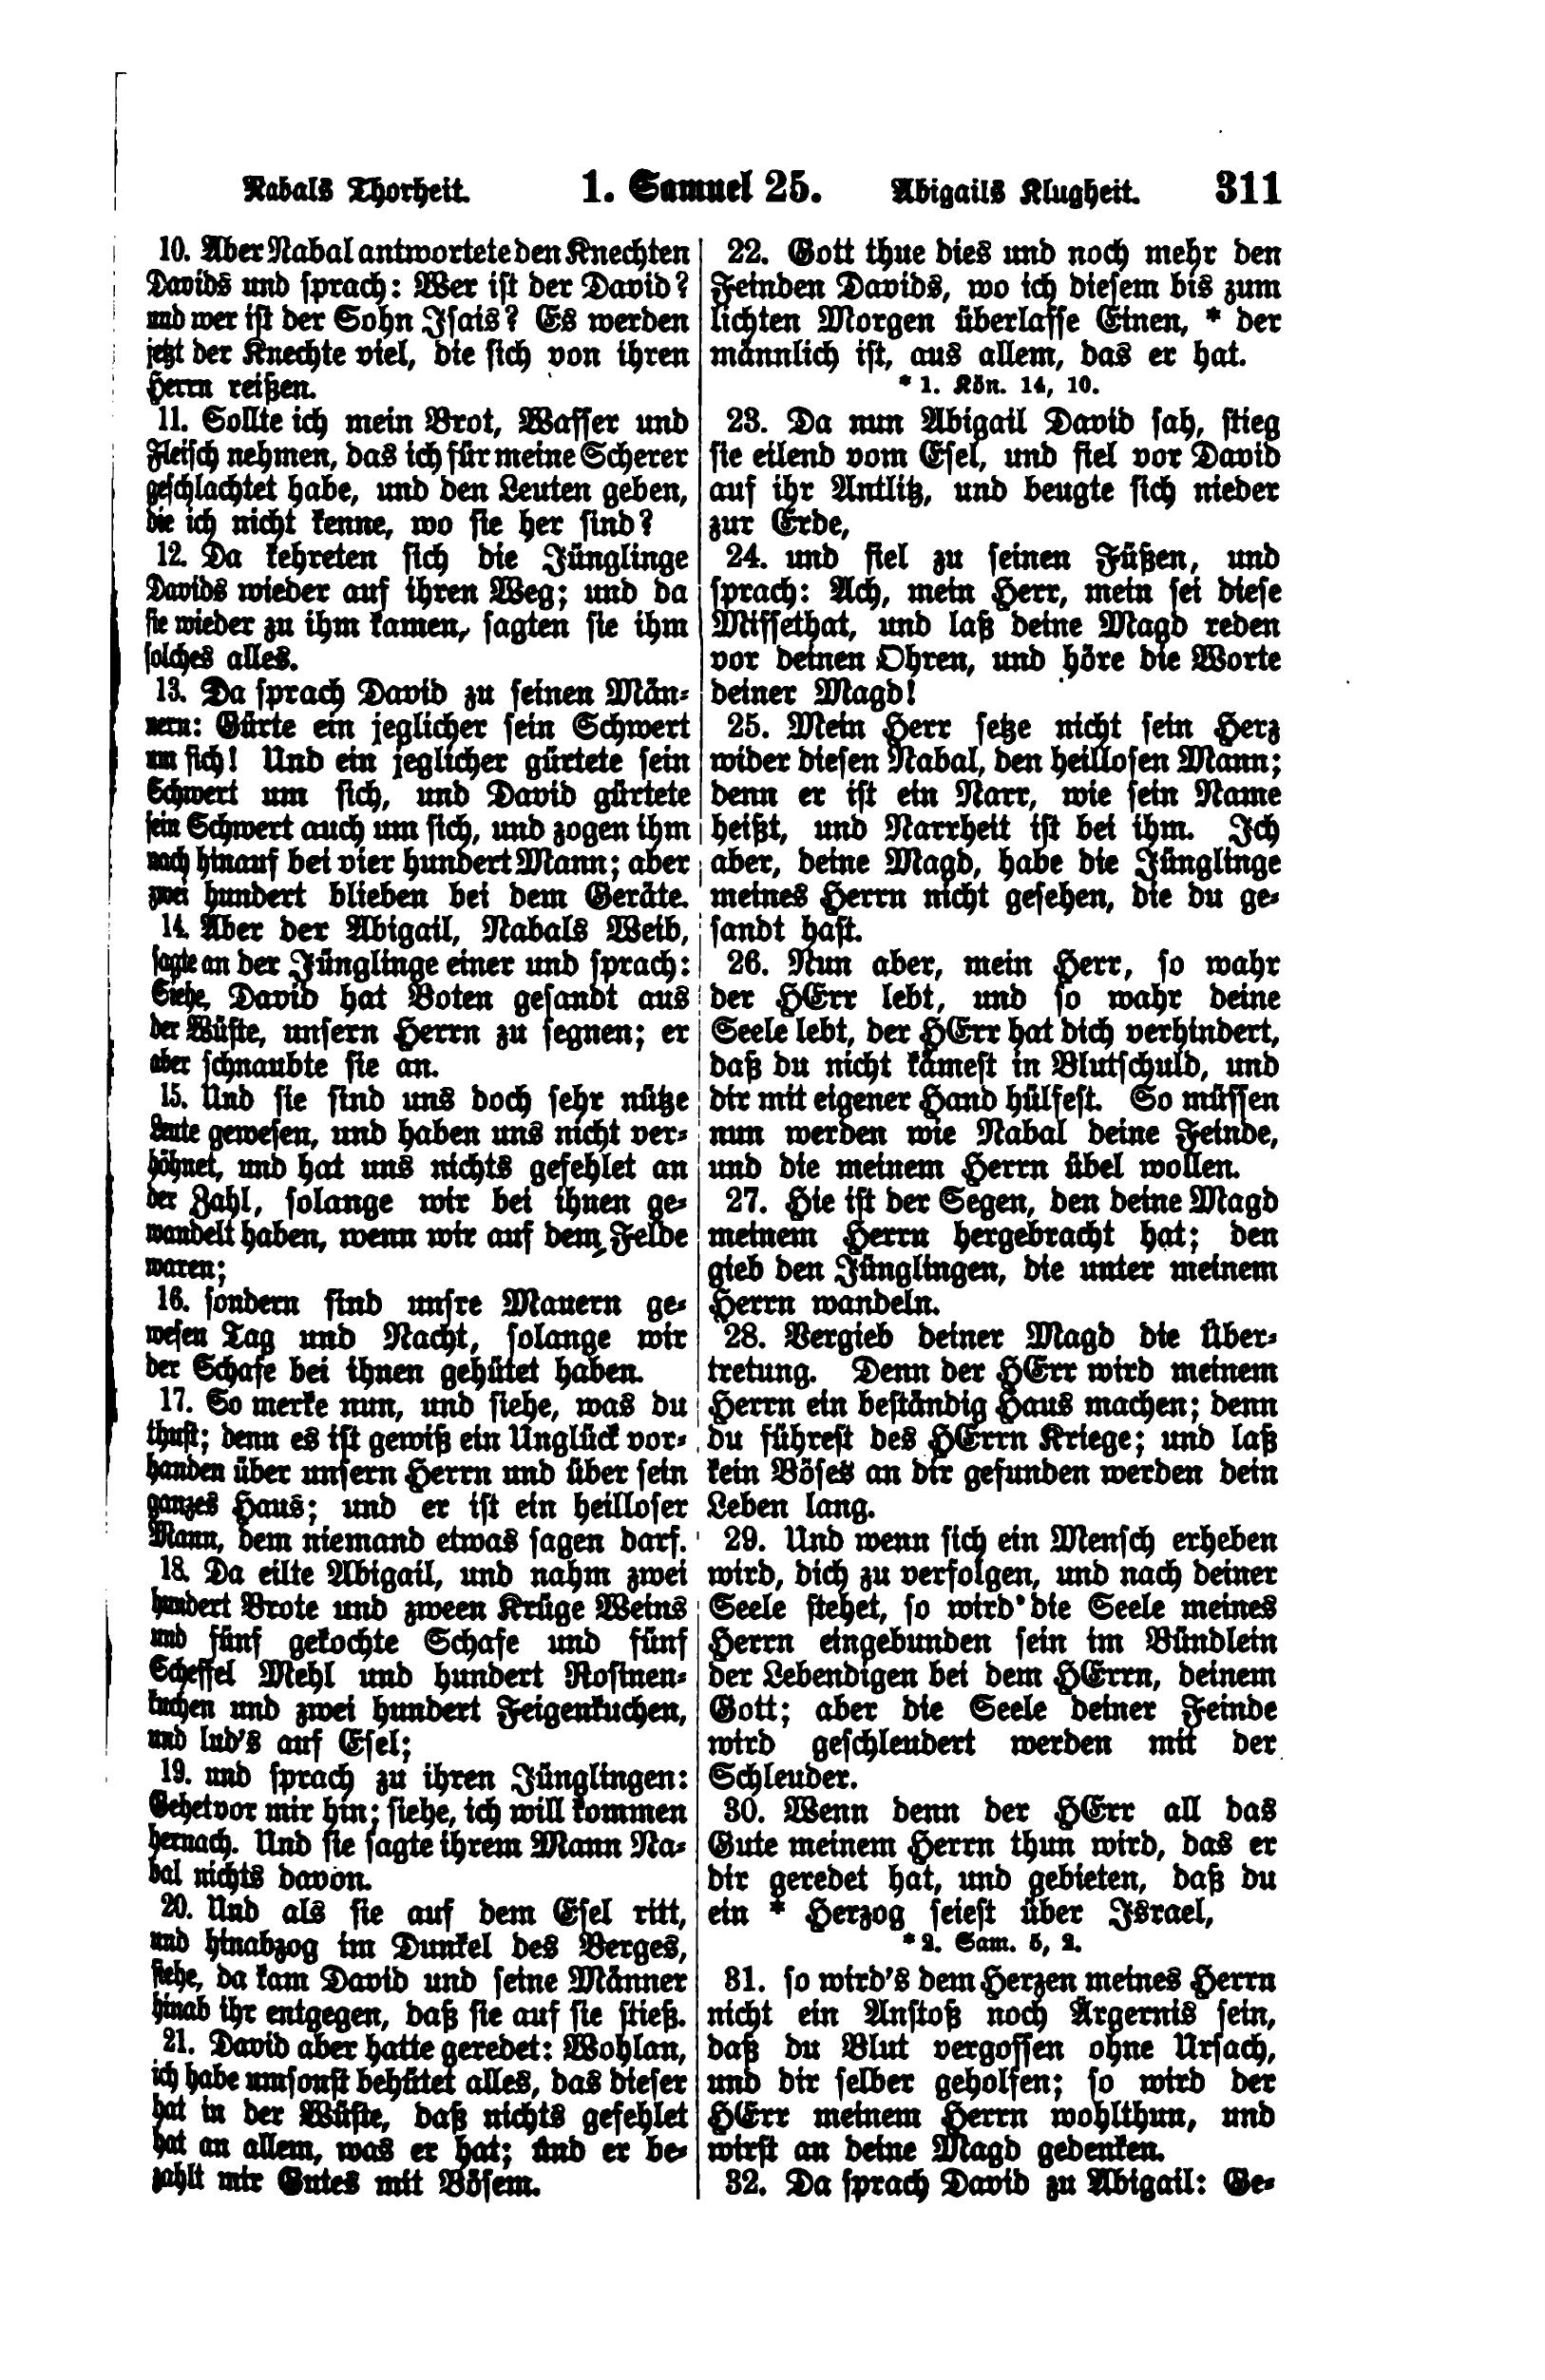 Nabals Thorheit. 1. Samuel 25. Abigails Klugheit. 311
10. Aber Nabal antwortete den Knechten
Davids und sprach: Wer ist der David?
und wer ist der Sohn Isais? Es werden
jetzt der Knechte viel, die sich von ihren
Herrn reißen.
11. Sollte ich mein Brot, Wasser und
Fleisch nehmen, das ich für meine Scherer
geschlachtet habe, und den Leuten geben,
die ich nicht kenne, wo sie her sind?
12. Da kehreten sich die Jünglinge
Davids wieder auf ihren Weg; und da
sie wieder zu ihm kamen, sagten sie ihm
solches alles.
13. Da sprach David zu seinen Män-
nern: Gürte ein jeglicher sein Schwert
um sich! Und ein jeglicher gürtete sein
Schwert um sich, und David gürtete
sein Schwert auch um sich, und zogen ihm
nach hinauf bei vier hundert Mann; aber
zwei hundert blieben bei dem Geräte.
14. Aber der Abigail, Nabals Weib,
sagte an der Jünglinge einer und sprach:
Siehe, David hat Boten gesandt aus
der Wüste, unsern Herrn zu segnen; er
aber schnaubte sie an.
15. Und sie sind uns doch sehr nütze
Leute gewesen, und haben uns nicht ver-
höhnet, und hat uns nichts gefehlet an
der Zahl, solange wir bei ihnen ge-
wandelt haben, wenn wir auf dem Felde
waren;
16. sondern sind unsre Mauern ge-
wesen Tag und Nacht, solange wir
der Schafe bei ihnen gehütet haben.
17. So merke nun, und siehe, was du
thust; denn es ist gewiß ein Unglück vor-
handen über unsern Herrn und über sein
ganzes Haus; und er ist ein heilloser
Mann, dem niemand etwas sagen darf.
18. Da eilte Abigail, und nahm zwei
hundert Brote und zween Krüge Weins
und fünf gekochte Schafe und fünf
Scheffel Mehl und hundert Rosinen-
kuchen und zwei hundert Feigenkuchen,
und lud's auf Esel;
19. und sprach zu ihren Jünglingen:
Gehet vor mir hin; siehe, ich will kommen
hernach. Und sie sagte ihrem Mann Na-
bal nichts davon.
20. Und als sie auf dem Esel ritt,
und hinabzog im Dunkel des Berges,
siehe, da kam David und seine Männer
hinab ihr entgegen, daß sie auf sie stieß.
21. David aber hatte geredet: Wohlan,
ich habe umsonst behütet alles, das dieser
hat in der Wüste, daß nichts gefehlet
hat an allem, was er hat; und er be-
zahlt mir Gutes mit Bösem.
22. Gott thue dies und noch mehr den
Feinden Davids, wo ich diesem bis zum
lichten Morgen überlasse Einen, * der
männlich ist, aus allem, das er hat.
* 1. Kön. 14, 10.
23. Da nun Abigail David sah, stieg
sie eilend vom Esel, und fiel vor David
auf ihr Antlitz, und beugte sich nieder
zur Erde,
24. und fiel zu seinen Füßen, und
sprach: Ach, mein Herr, mein sei diese
Missethat, und laß deine Magd reden
vor deinen Ohren, und höre die Worte
deiner Magd!
25. Mein Herr setze nicht sein Herz
wider diesen Nabal, den heillosen Mann;
denn er ist ein Narr, wie sein Name
heißt, und Narrheit ist bei ihm. Ich
aber, deine Magd, habe die Jünglinge
meines Herrn nicht gesehen, die du ge-
sandt hast.
26. Nun aber, mein Herr, so wahr
der HErr lebt, und so wahr deine
Seele lebt, der HErr hat dich verhindert,
daß du nicht kämest in Blutschuld, und
dir mit eigener Hand hülfest. So müssen
nun werden wie Nabal deine Feinde,
und die meinem Herrn übel wollen.
27. Hie ist der Segen, den deine Magd
meinem Herrn hergebracht hat; den
gieb den Jünglingen, die unter meinem
Herrn wandeln.
28. Vergieb deiner Magd die Über-
tretung. Denn der HErr wird meinem
Herrn ein beständig Haus machen; denn
du führest des HErrn Kriege; und laß
kein Böses an dir gefunden werden dein
Leben lang.
29. Und wenn sich ein Mensch erheben
wird, dich zu verfolgen, und nach deiner
Seele stehet, so wird die Seele meines
Herrn eingebunden sein im Bündlein
der Lebendigen bei dem HErrn, deinem
Gott; aber die Seele deiner Feinde
wird geschleudert werden mit der
Schleuder.
30. Wenn denn der HErr all das
Gute meinem Herrn thun wird, das er
dir geredet hat, und gebieten, daß du
ein * Herzog seiest über Israel,
* 2. Sam. 5, 2.
31. so wird's dem Herzen meines Herrn
nicht ein Anstoß noch Ärgernis sein,
daß du Blut vergossen ohne Ursach,
und dir selber geholfen; so wird der
HErr meinem Herrn wohlthun, und
wirst an deine Magd gedenken.
32. Da sprach David zu Abigail: Ge-